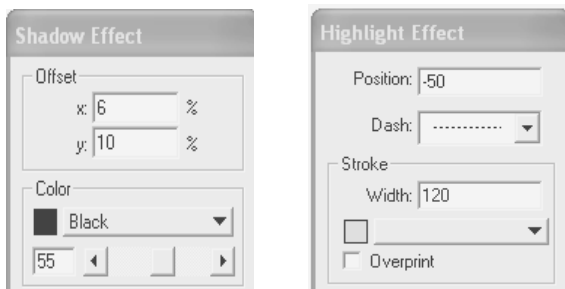 Shadow Effect
Offset
x: 6 %
y: 10 %
Color
Black
55
Highlight Effect
Position: -50
Dash:
Stroke
Width: 120
Overprint